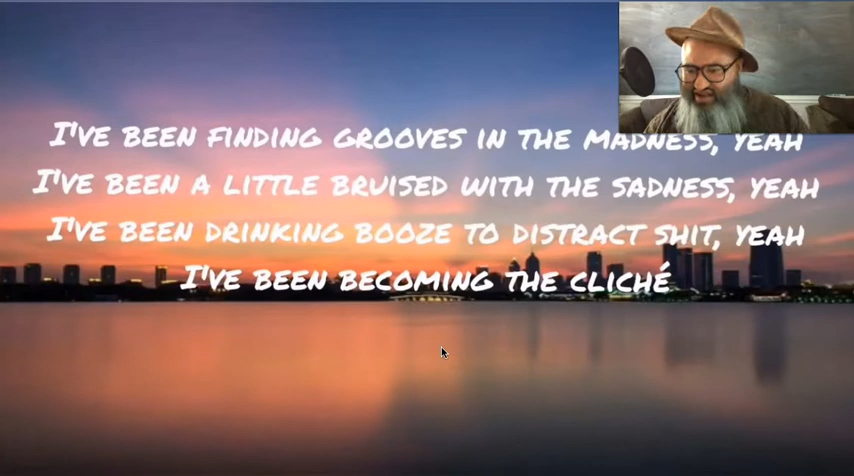 I'VE BEEN FINDING GROOVES IN THE MADNESS, YEAH
I'VE BEEN A LITTLE BRUISED WITH THE SADNESS, YEAH
I'VE BEEN DRINKING BOOZE TO DISTRACT SHIT, YEAH
I'VE BEEN BECOMING THE CLICHÉ